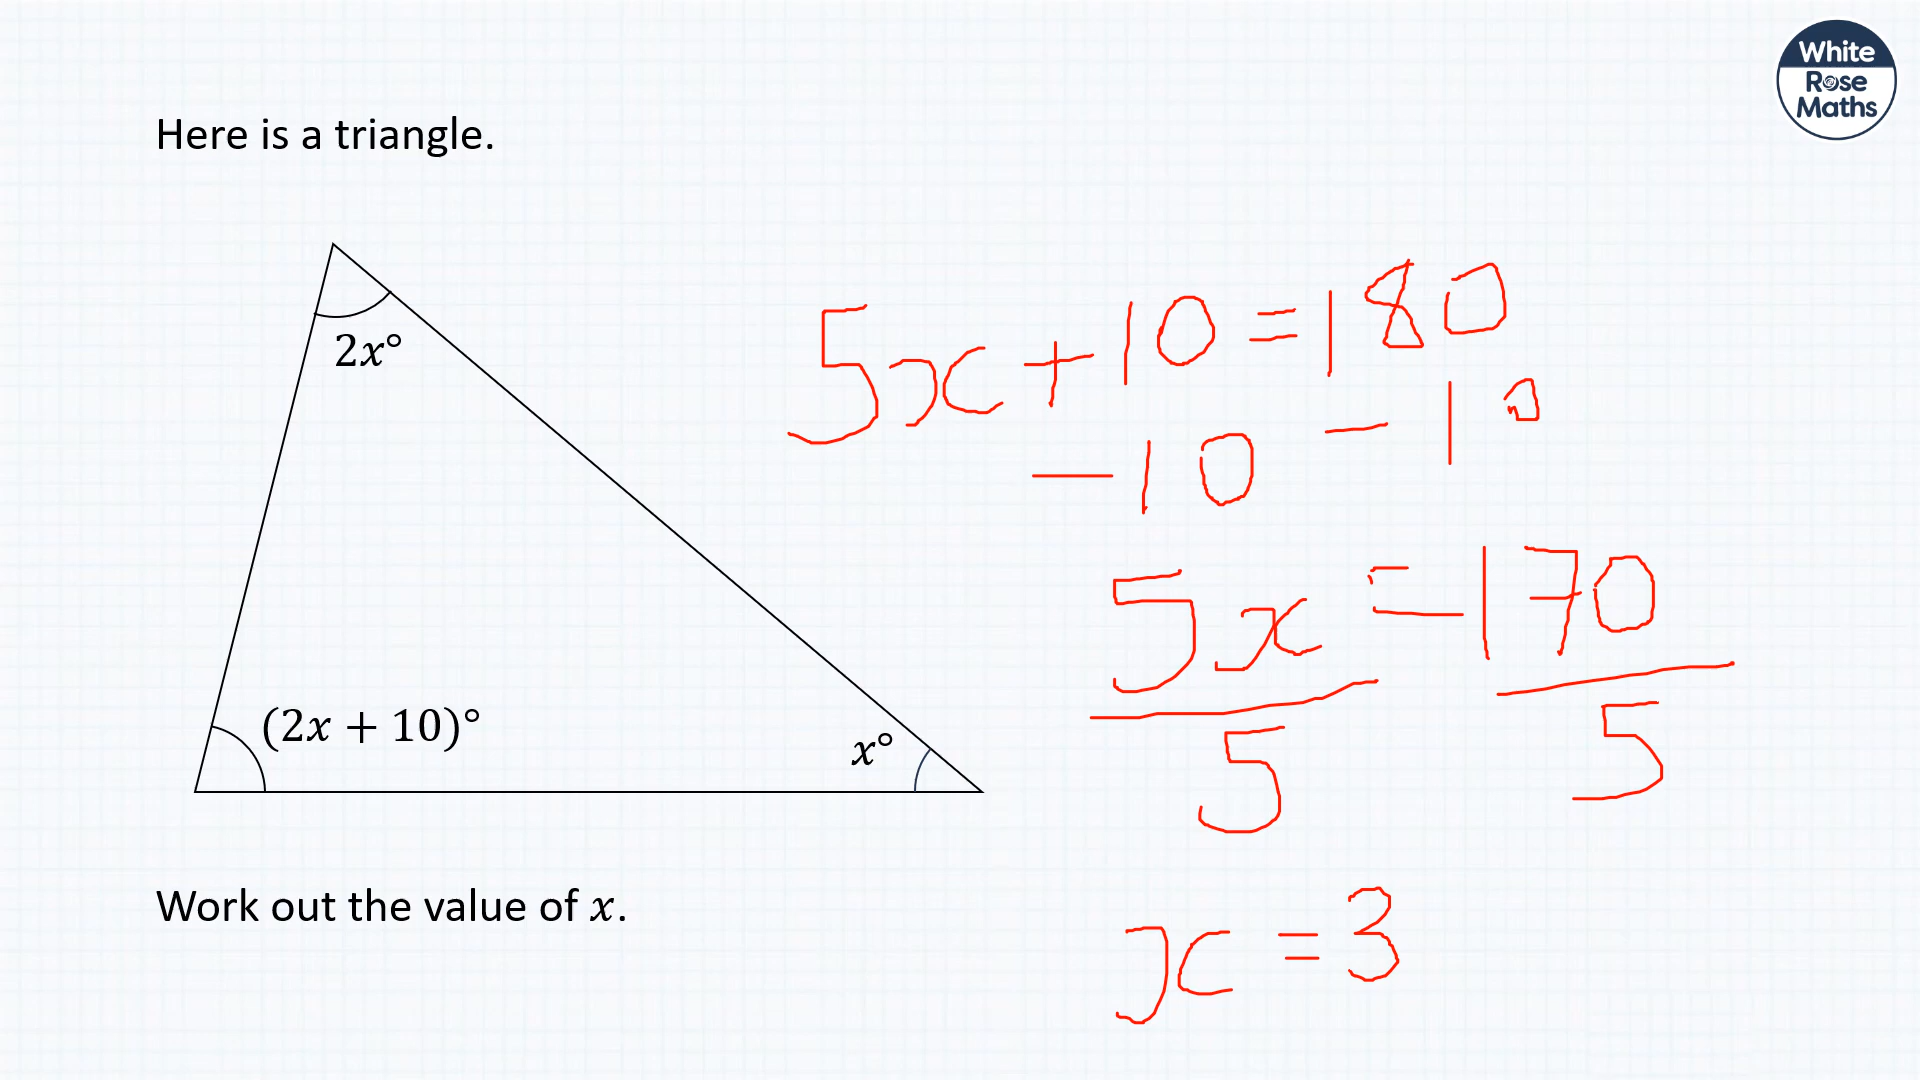 White
Rose
Maths
Here is a triangle.
2x°
(2x + 10)°
x°
5x+10=180
-10 -10
5x=170
5 5
x=3
Work out the value of x.